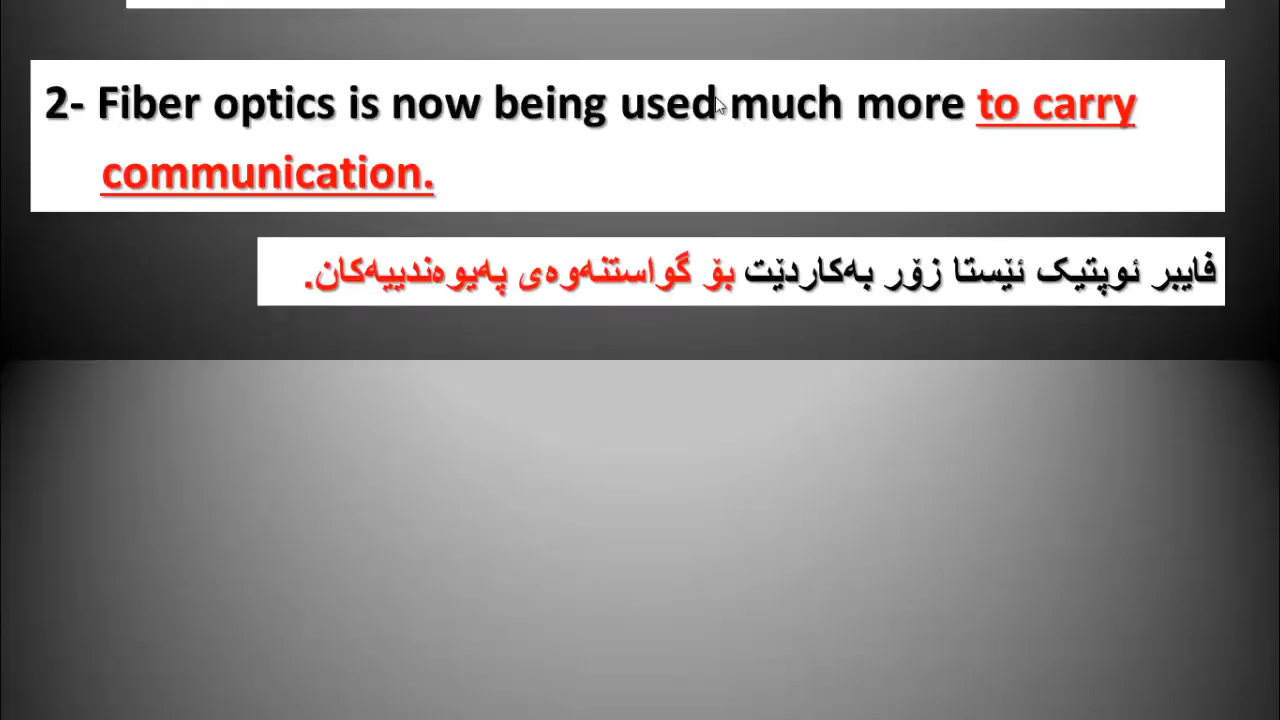 2- Fiber optics is now being used much more to carry
communication.
فایبر ئوپتیک ئێستا زۆر بەکاردێت بۆ گواستنەوەی پەیوەندییەکان.